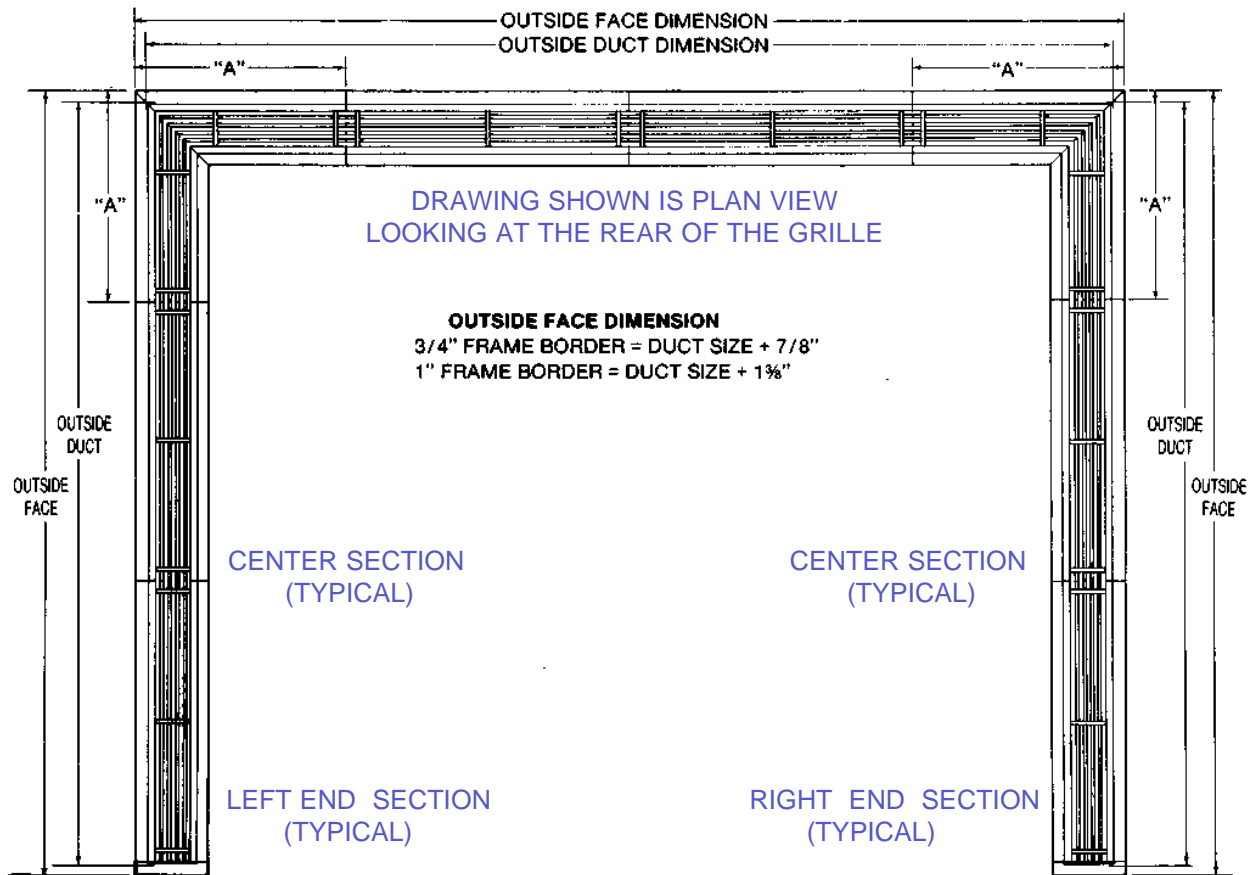 OUTSIDE FACE DIMENSION
OUTSIDE DUCT DIMENSION
“A”
“A”
“A”
“A”
DRAWING SHOWN IS PLAN VIEW
LOOKING AT THE REAR OF THE GRILLE
OUTSIDE FACE DIMENSION
3/4" FRAME BORDER = DUCT SIZE + 7/8"
1" FRAME BORDER = DUCT SIZE + 1⅜"
OUTSIDE
DUCT
OUTSIDE
FACE
OUTSIDE
DUCT
OUTSIDE
FACE
CENTER SECTION
(TYPICAL)
CENTER SECTION
(TYPICAL)
LEFT END SECTION
(TYPICAL)
RIGHT END SECTION
(TYPICAL)